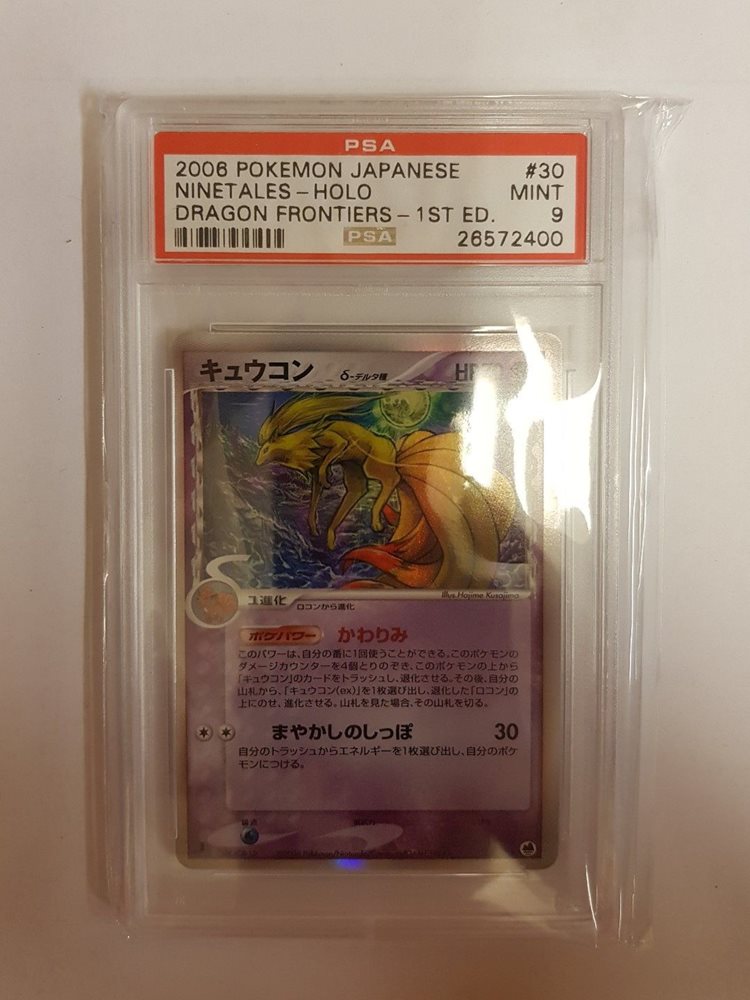 PSA
2006 POKEMON JAPANESE #30
NINETALES - HOLO MINT
DRAGON FRONTIERS - 1ST ED. 9
PSA 26572400
キュウコン δ-デルタ種 HP
δ
1進化 ロコンから進化
Illus. Hajime Kusajima
ポケパワー かわりみ
このパワーは、自分の番に1回使うことができる。このポケモンの
ダメージカウンターを4個とりのぞき、このポケモンの上から
「キュウコン」のカードをトラッシュし、退化させる。その後、自分の
山札から、「キュウコン(ex)」を1枚選び出し、退化した「ロコン」の
上にのせ、進化させる。山札を見た場合、その山札を切る。
まやかしのしっぽ 30
自分のトラッシュからエネルギーを1枚選び出し、自分のポケ
モンにつける。
弱点 抵抗力